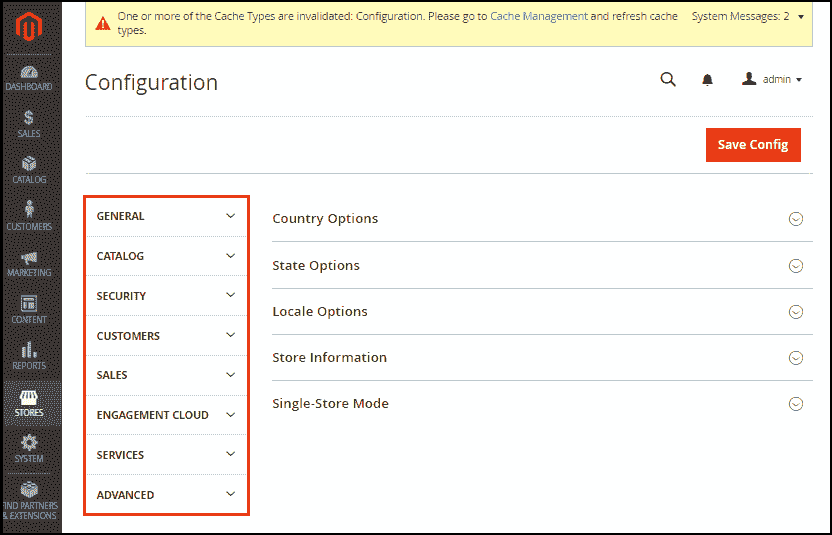 One or more of the Cache Types are invalidated: Configuration. Please go to Cache Management and refresh cache
types.
System Messages: 2
Configuration
admin
Save Config
DASHBOARD
SALES
CATALOG
CUSTOMERS
MARKETING
CONTENT
REPORTS
STORES
SYSTEM
FIND PARTNERS
& EXTENSIONS
GENERAL
CATALOG
SECURITY
CUSTOMERS
SALES
ENGAGEMENT CLOUD
SERVICES
ADVANCED
Country Options
State Options
Locale Options
Store Information
Single-Store Mode